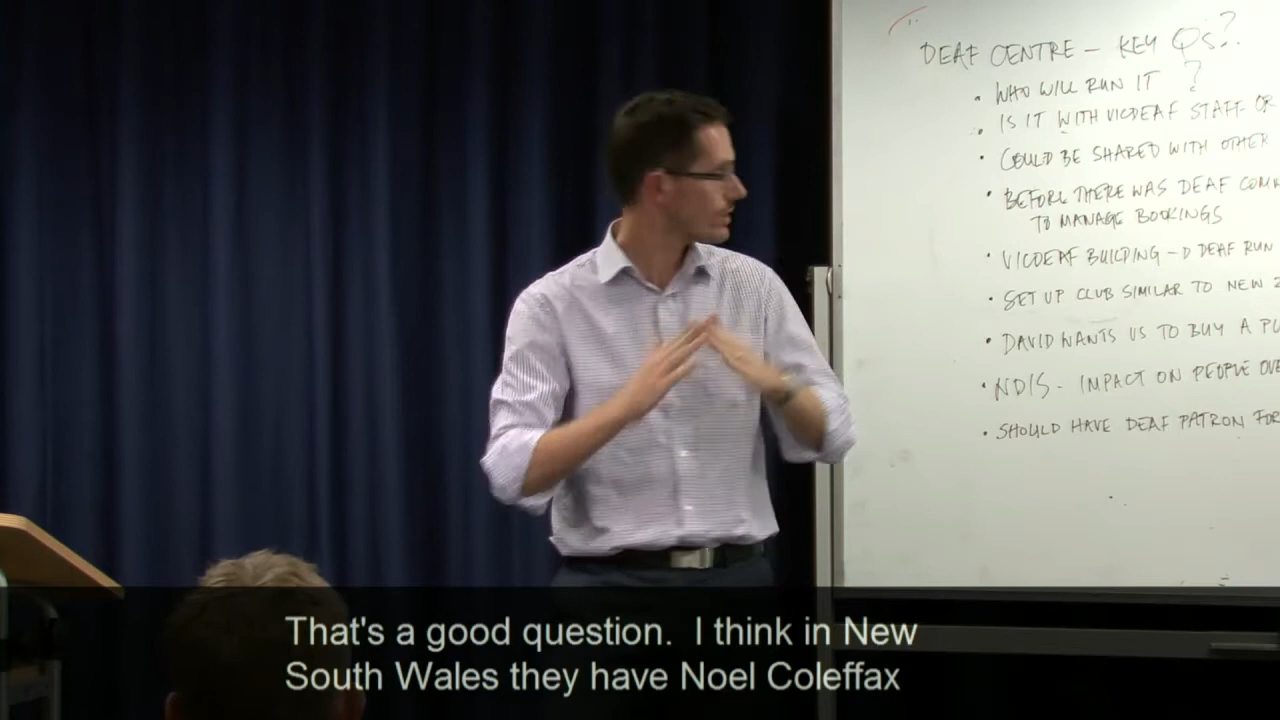 DEAF CENTRE - KEY Qs?
• WHO WILL RUN IT ?
• IS IT WITH VICDEAF STAFF OR
• COULD BE SHARED WITH OTHER
• BEFORE THERE WAS DEAF COMM
TO MANAGE BOOKINGS
• VICDEAF BUILDING - DEAF RUN
• SET UP CLUB SIMILAR TO NEW
• DAVID WANTS US TO BUY A
• NDIS - IMPACT ON PEOPLE OVE
• SHOULD HAVE DEAF PATRON FOR
That's a good question.  I think in New
South Wales they have Noel Coleffax